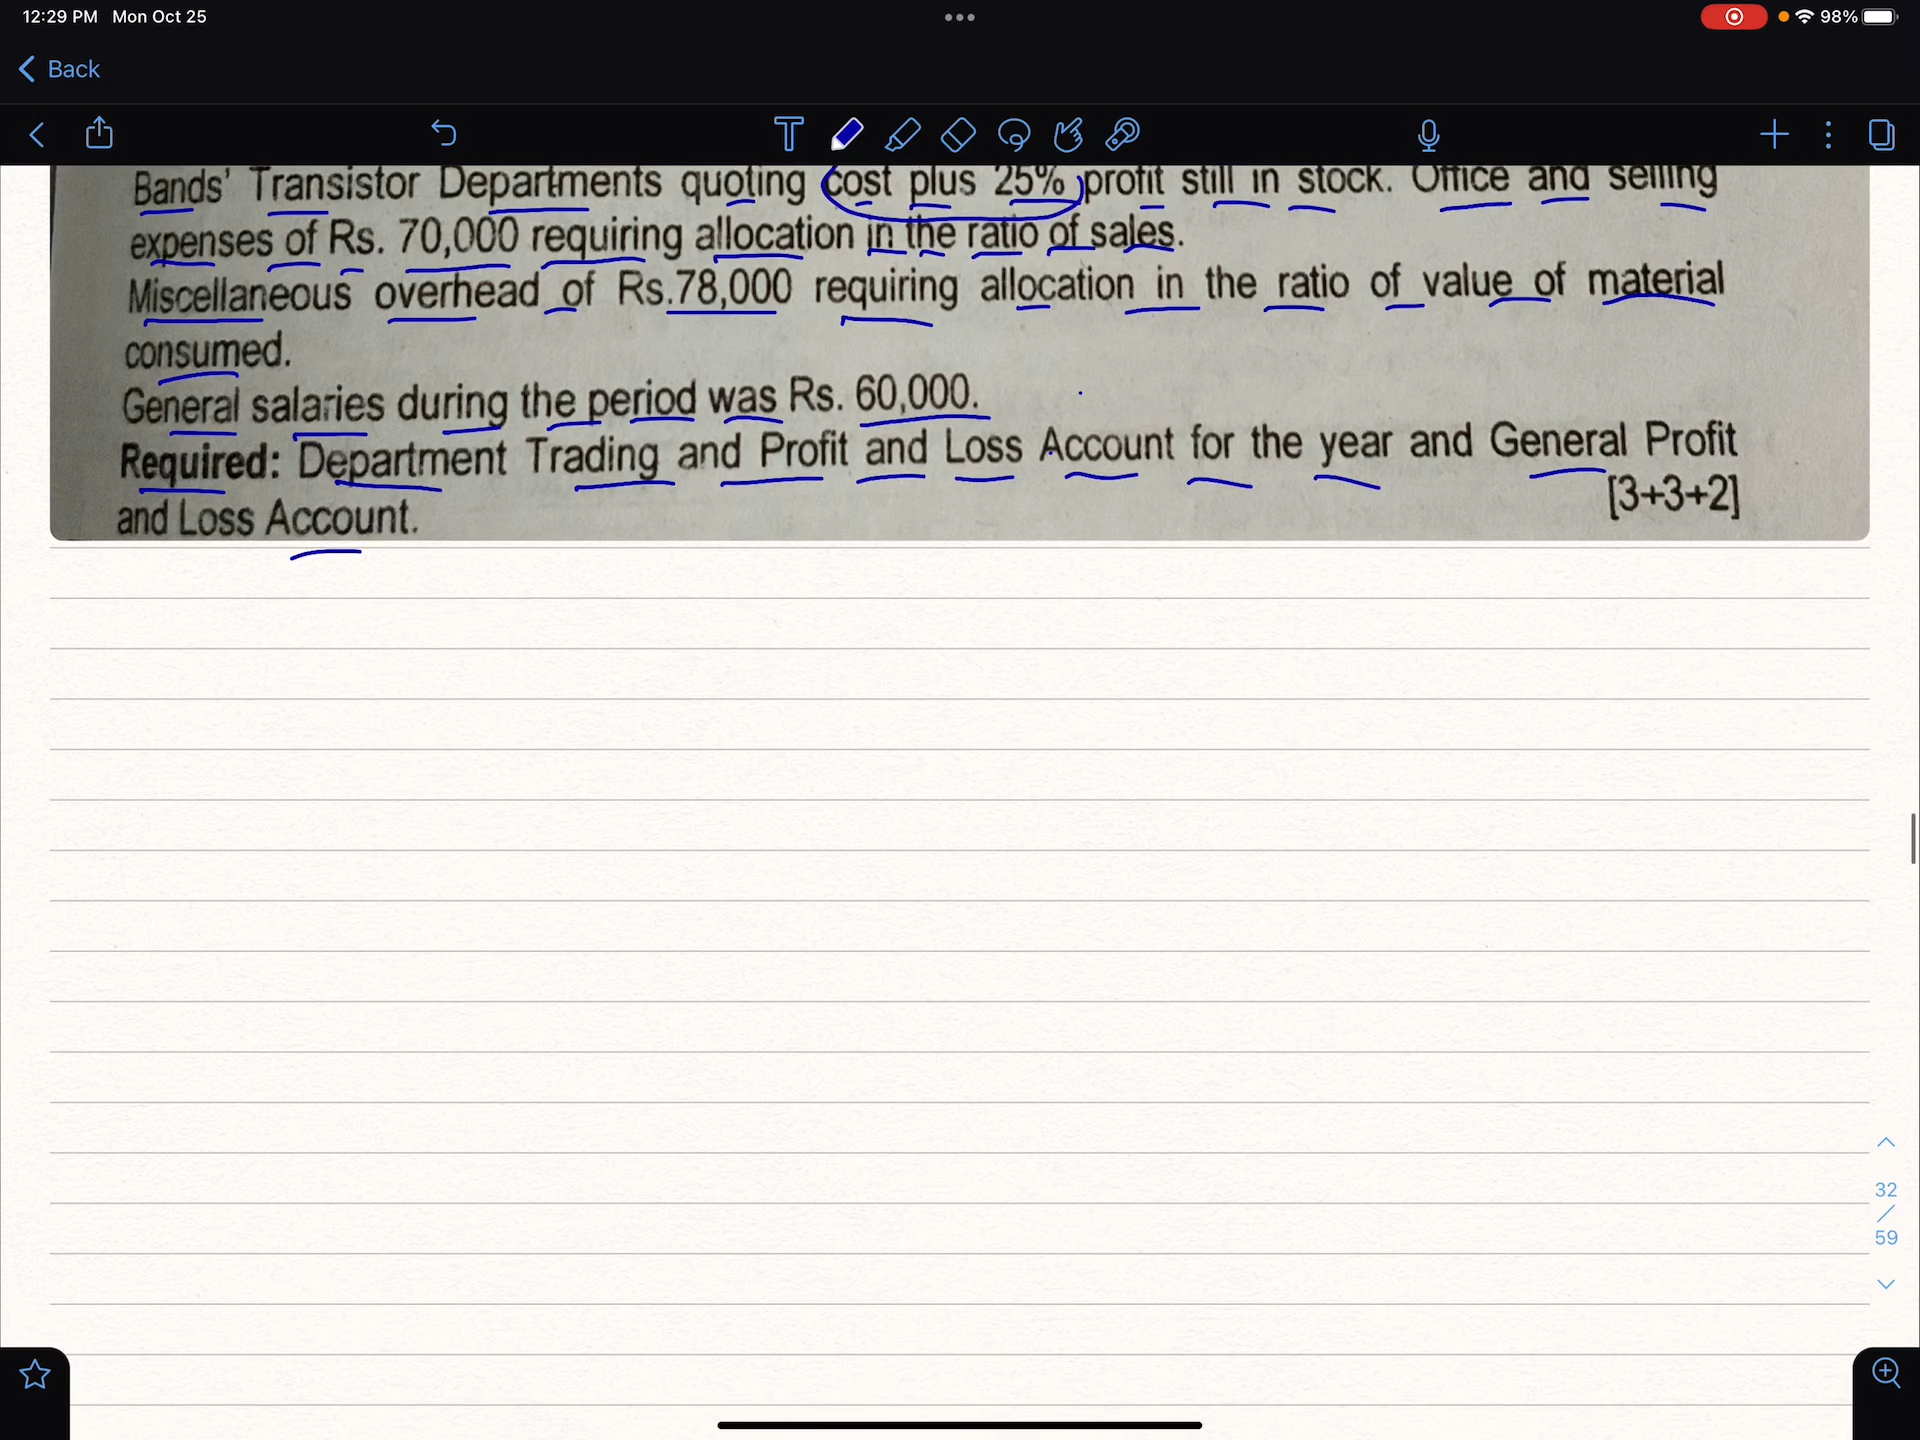 12:29 PM Mon Oct 25
98%
Back
Bands' Transistor Departments quoting cost plus 25% profit still in stock. Office and selling
expenses of Rs. 70,000 requiring allocation in the ratio of sales.
Miscellaneous overhead of Rs.78,000 requiring allocation in the ratio of value of material
consumed.
General salaries during the period was Rs. 60,000.
Required: Department Trading and Profit and Loss Account for the year and General Profit
and Loss Account.
[3+3+2]
32
/
59